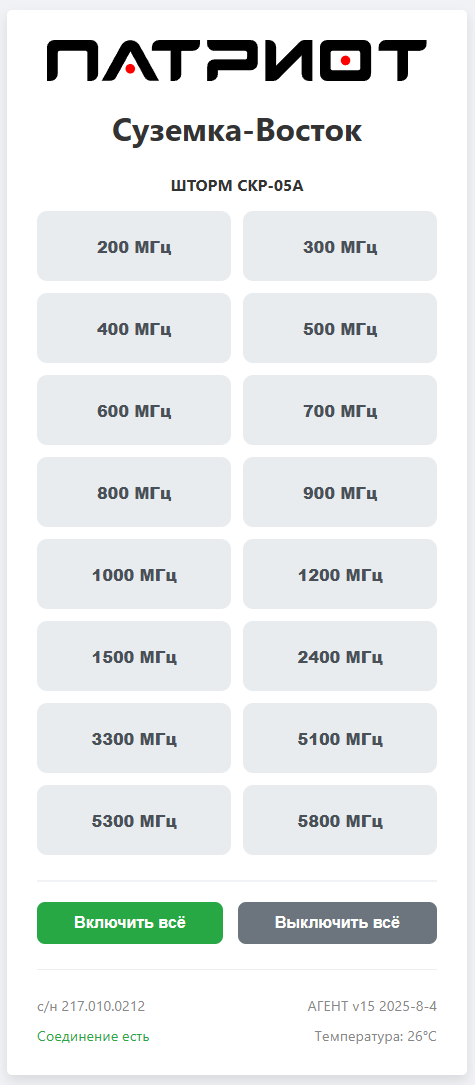 ПАТРИОТ
Суземка-Восток
ШТОРМ СКР-05А
200 МГц 300 МГц
400 МГц 500 МГц
600 МГц 700 МГц
800 МГц 900 МГц
1000 МГц 1200 МГц
1500 МГц 2400 МГц
3300 МГц 5100 МГц
5300 МГц 5800 МГц
Включить всё Выключить всё
с/н 217.010.0212 АГЕНТ v15 2025-8-4
Соединение есть Температура: 26°C